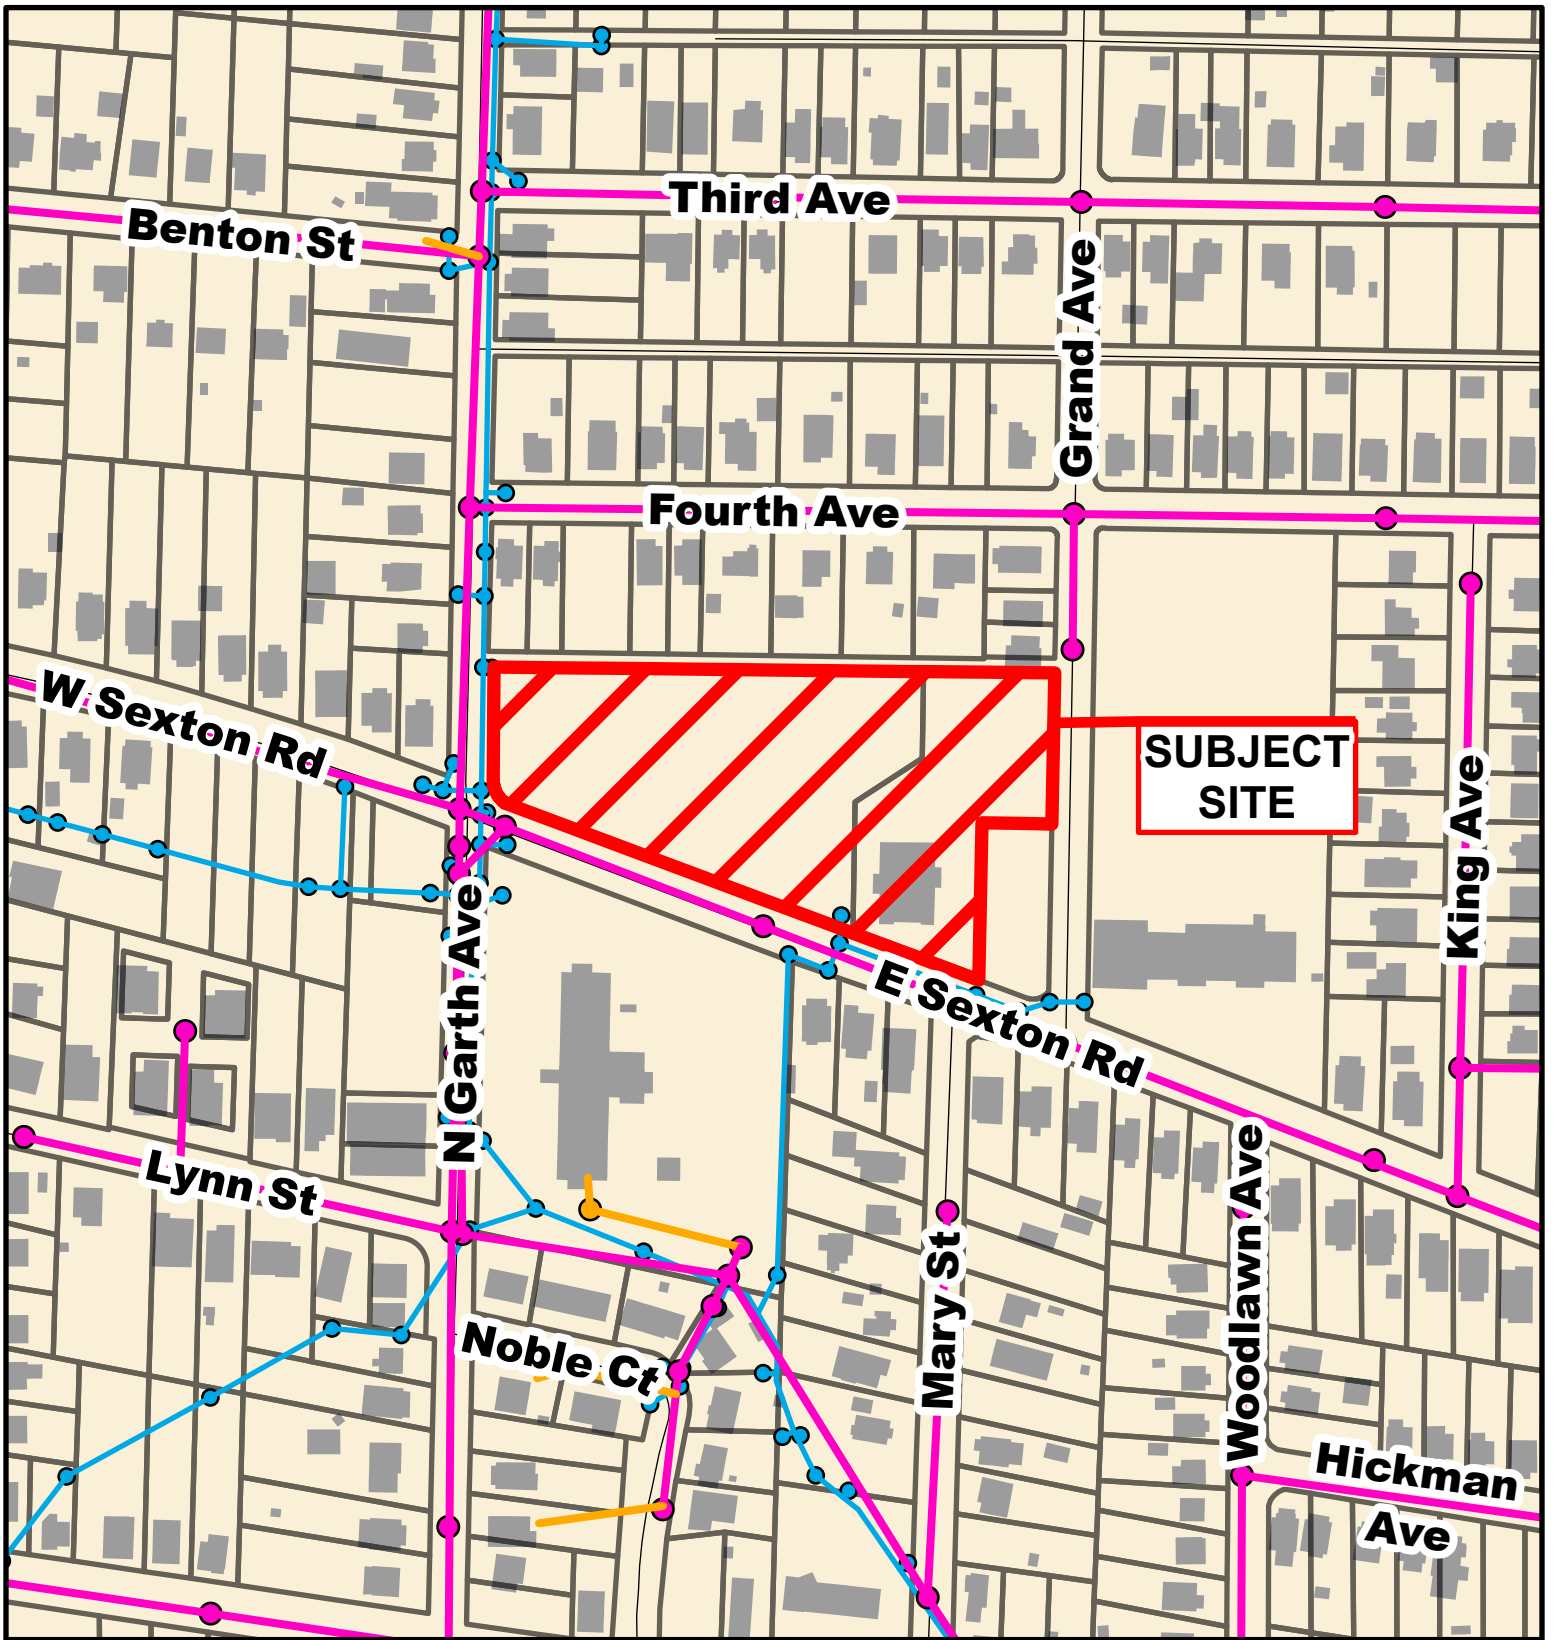 Third Ave
Benton St
Grand Ave
Fourth Ave
W Sexton Rd
SUBJECT
SITE
King Ave
N Garth Ave
E Sexton Rd
Lynn St
Mary St
Woodlawn Ave
Noble Ct
Hickman
Ave